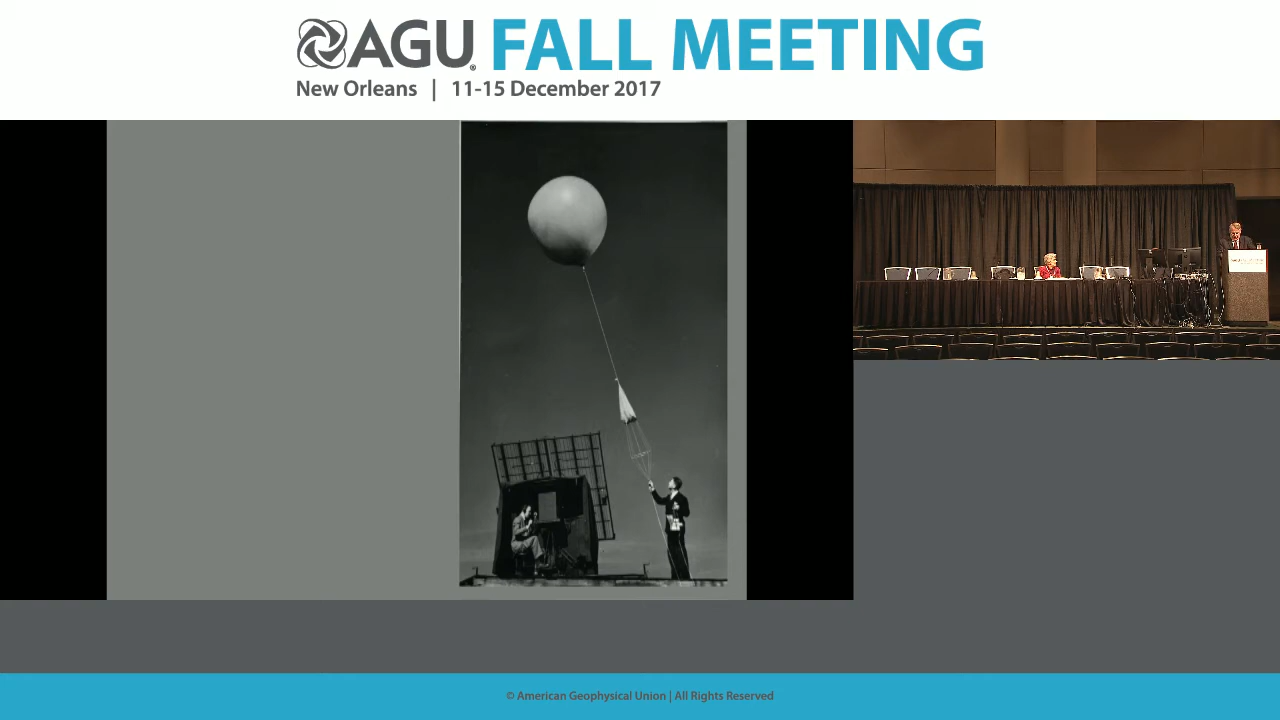 AGU FALL MEETING
New Orleans | 11-15 December 2017
© American Geophysical Union | All Rights Reserved